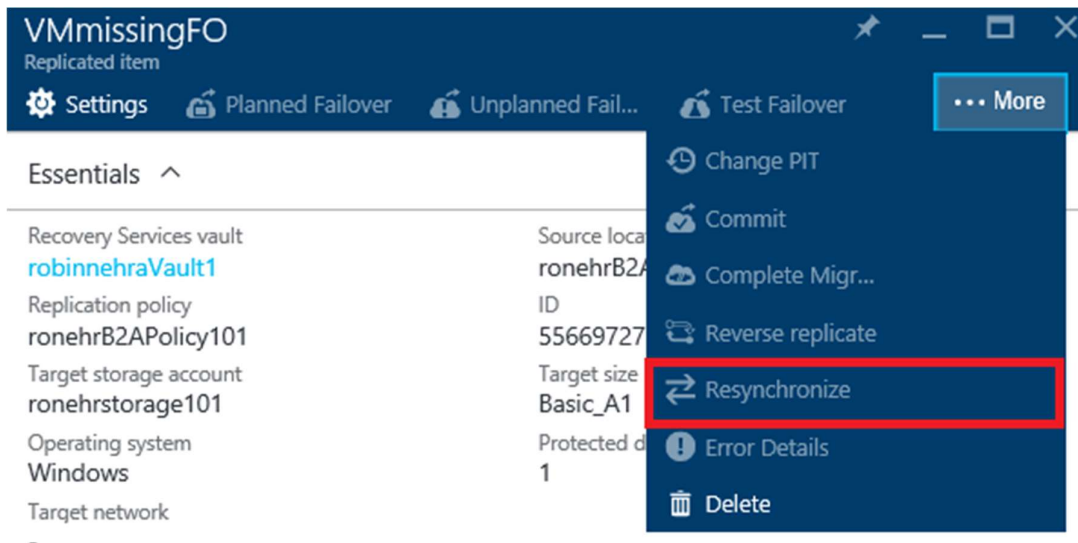 VMmissingFO
Replicated item
Settings Planned Failover Unplanned Fail... Test Failover ... More
Essentials
Recovery Services vault
robinnehraVault1
Replication policy
ronehrB2APolicy101
Target storage account
ronehrstorage101
Operating system
Windows
Target network
Source loca
ronehrB2A
ID
55669727
Target size
Basic_A1
Protected d
1
Change PIT
Commit
Complete Migr...
Reverse replicate
Resynchronize
Error Details
Delete